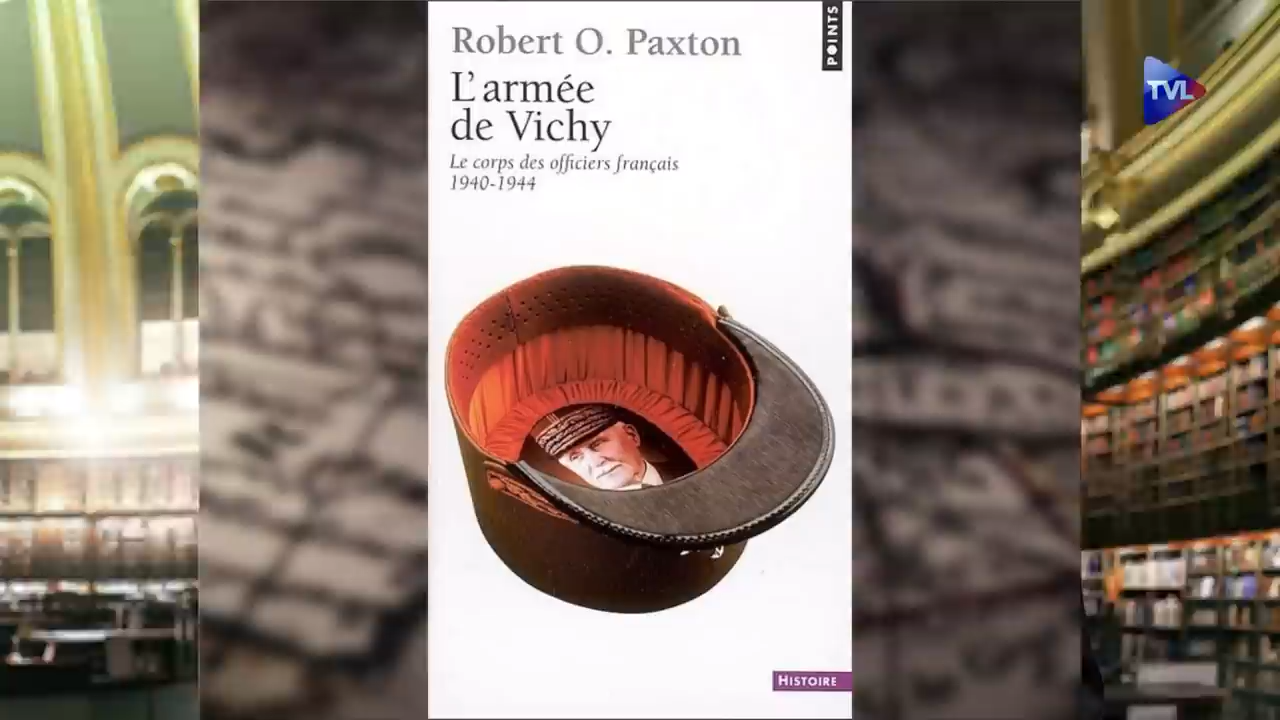 Robert O. Paxton
L'armée
de Vichy
Le corps des officiers français
1940-1944
POINTS
TVL
HISTOIRE